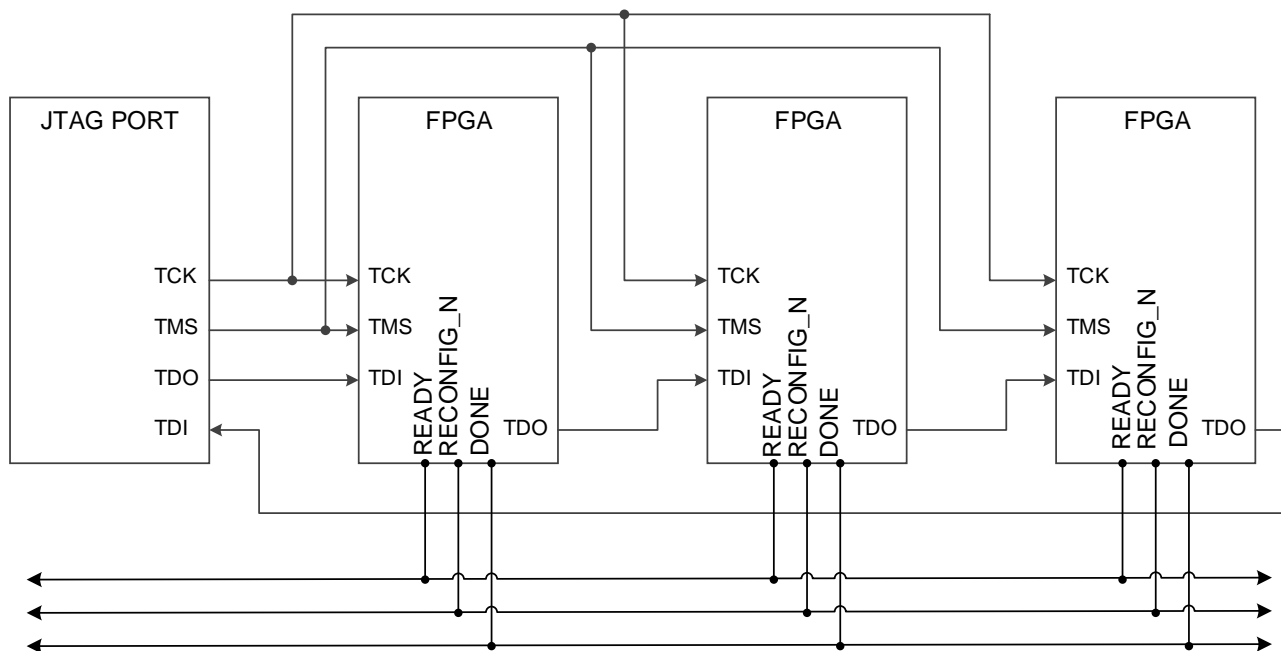 JTAG PORT
TCK
TMS
TDO
TDI
FPGA
TCK
TMS
TDI
READY
RECONFIG_N
DONE
TDO
FPGA
TCK
TMS
TDI
READY
RECONFIG_N
DONE
TDO
FPGA
TCK
TMS
TDI
READY
RECONFIG_N
DONE
TDO